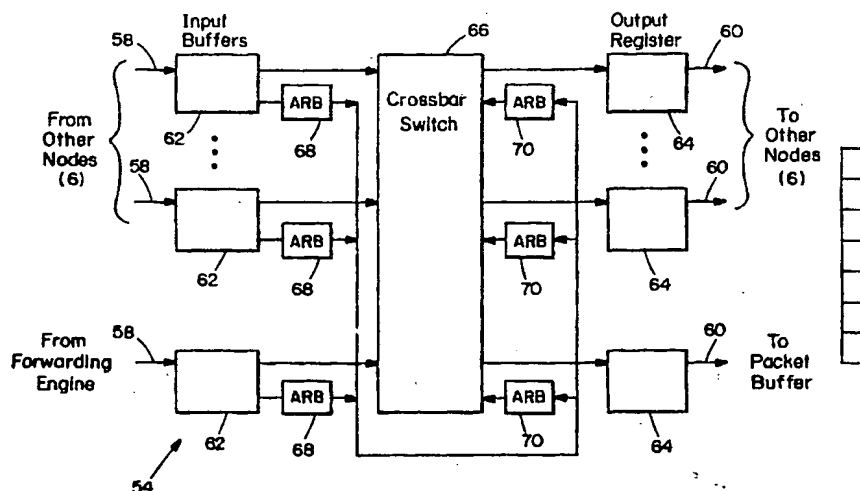 Input
Buffers
Output
Register
58
66
60
ARB
Crossbar
Switch
ARB
62
68
70
64
From
Other
Nodes
(6)
To
Other
Nodes
(6)
58
60
ARB
ARB
62
68
70
64
From
Forwarding
Engine
58
60
To
Packet
Buffer
ARB
ARB
62
68
70
64
54